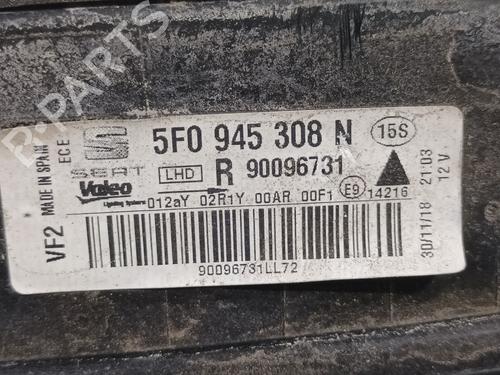 B-PARTS
VF2
MADE IN SPAIN
ECE
S
SEAT
Valeo
Lighting Systems
5F0 945 308 N
15S
LHD
R 90096731
012aY 02R1Y 00AR 00F1
E9
14216
90096731LL72
30/11/18 21:03
12 V